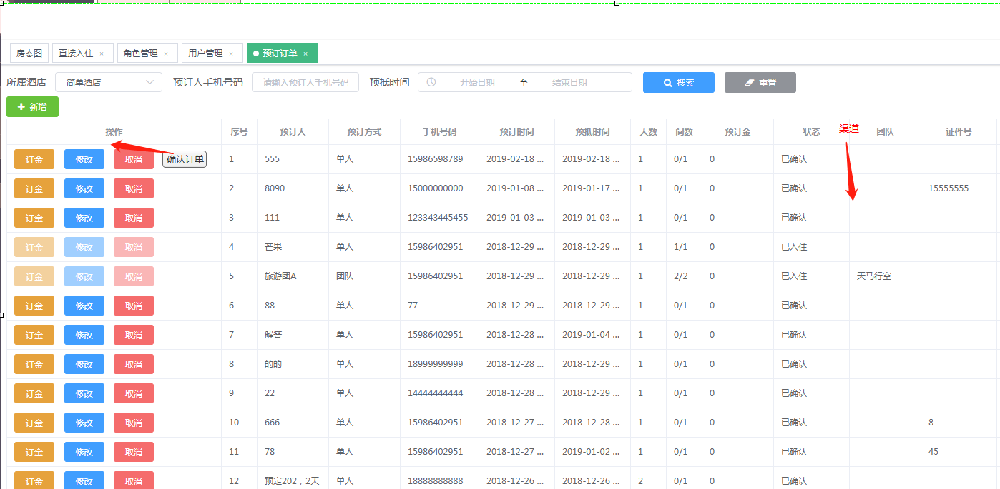 房态图 直接入住 × 角色管理 × 用户管理 × 预订订单 ×
所属酒店 简单酒店 预订人手机号码 请输入预订人手机号码 预抵时间 开始日期 至 结束日期 搜索 重置
+ 新增
操作 序号 预订人 预订方式 手机号码 预订时间 预抵时间 天数 间数 预订金 状态 渠道 团队 证件号
订金 修改 取消 确认订单 1 555 单人 15986598789 2019-02-18 ... 2019-02-18 ... 1 0/1 0 已确认
订金 修改 取消 2 8090 单人 15000000000 2019-01-08 ... 2019-01-17 ... 1 0/1 0 已确认 15555555
订金 修改 取消 3 111 单人 123343445455 2019-01-03 ... 2019-01-03 ... 1 0/1 0 已确认
订金 修改 取消 4 芒果 单人 15986402951 2018-12-29 ... 2018-12-29 ... 1 1/1 0 已入住
订金 修改 取消 5 旅游团A 团队 15986402951 2018-12-29 ... 2018-12-29 ... 1 2/2 0 已入住 天马行空
订金 修改 取消 6 88 单人 77 2018-12-29 ... 2018-12-29 ... 1 0/1 0 已确认
订金 修改 取消 7 解答 单人 15986402951 2018-12-28 ... 2019-01-04 ... 1 0/1 0 已确认
订金 修改 取消 8 的的 单人 18999999999 2018-12-28 ... 2018-12-29 ... 1 0/1 0 已确认
订金 修改 取消 9 22 单人 14444444444 2018-12-28 ... 2018-12-29 ... 1 0/1 0 已确认
订金 修改 取消 10 666 单人 15986402951 2018-12-27 ... 2018-12-28 ... 1 0/1 0 已确认 8
订金 修改 取消 11 78 单人 15986402951 2018-12-27 ... 2019-01-02 ... 1 0/1 0 已确认 45
订金 修改 取消 12 预定202，2天 单人 18888888888 2018-12-26 ... 2018-12-26 ... 2 0/1 0 已确认